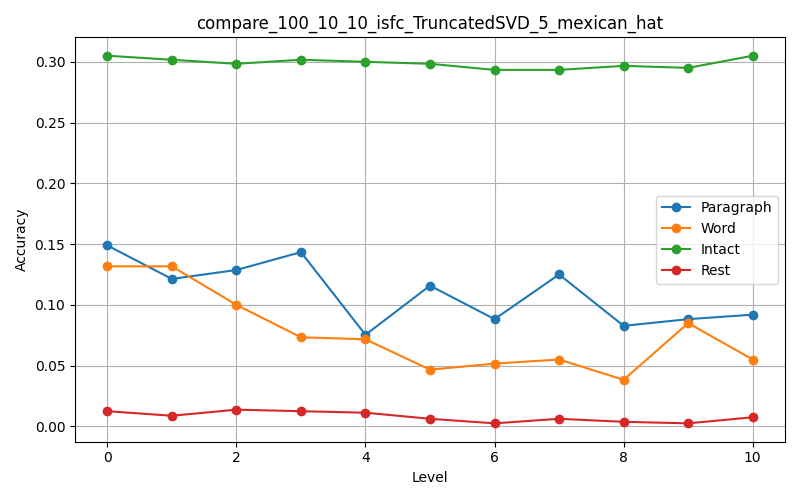 compare_100_10_10_isfc_TruncatedSVD_5_mexican_hat
0.30
0.25
0.20
0.15
0.10
0.05
0.00
Accuracy
Paragraph
Word
Intact
Rest
0 2 4 6 8 10
Level